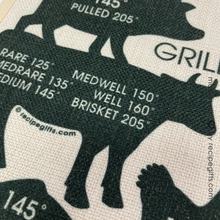 145°
PULLED 205°
GRILL
RARE 125°
MEDRARE 135°
MEDIUM 145°
MEDWELL 150°
WELL 160°
BRISKET 205°
©recipegifts.com
recipegifts.com
145°